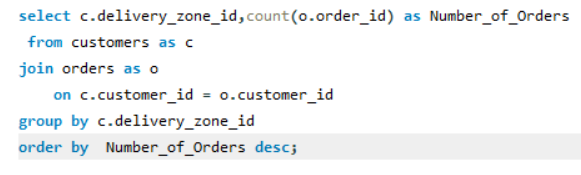 select c.delivery_zone_id,count(o.order_id) as Number_of_Orders
from customers as c
join orders as o
on c.customer_id = o.customer_id
group by c.delivery_zone_id
order by  Number_of_Orders desc;